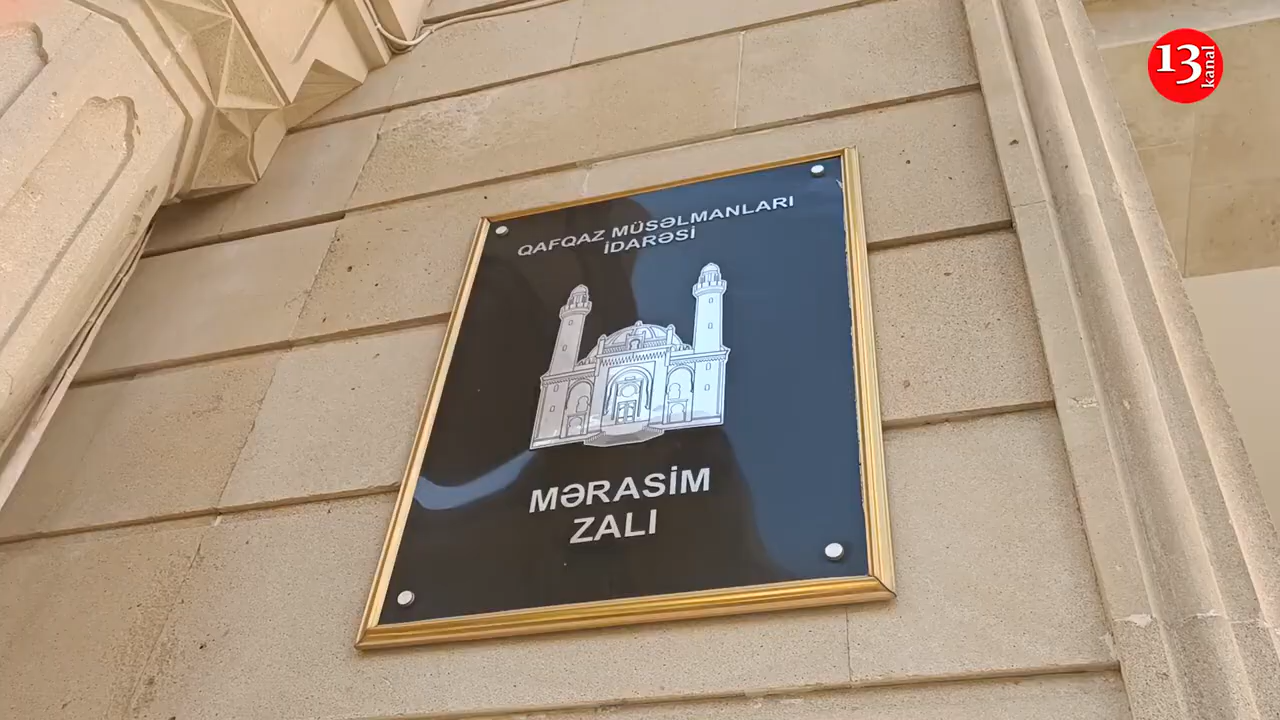 13 kanal
QAFQAZ MÜSƏLMANLARI
İDARƏSİ
MƏRASİM
ZALI